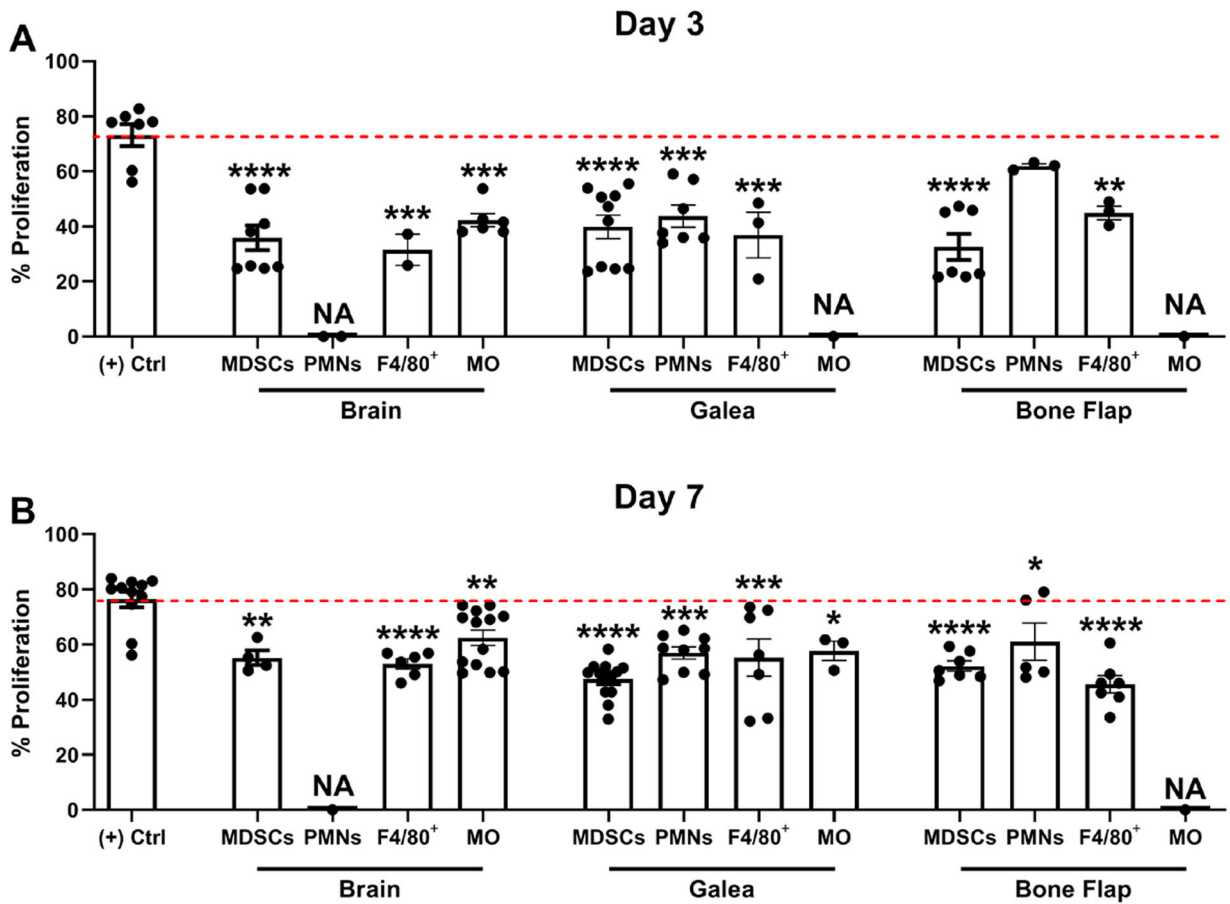 A
Day 3
% Proliferation
100
80
60
40
20
0
**** *** *** **** *** *** **** **
NA NA NA
(+) Ctrl MDSCs PMNs F4/80+ MO MDSCs PMNs F4/80+ MO MDSCs PMNs F4/80+ MO
Brain Galea Bone Flap
B
Day 7
% Proliferation
100
80
60
40
20
0
** **** ** **** *** *** * **** * ****
NA NA
(+) Ctrl MDSCs PMNs F4/80+ MO MDSCs PMNs F4/80+ MO MDSCs PMNs F4/80+ MO
Brain Galea Bone Flap